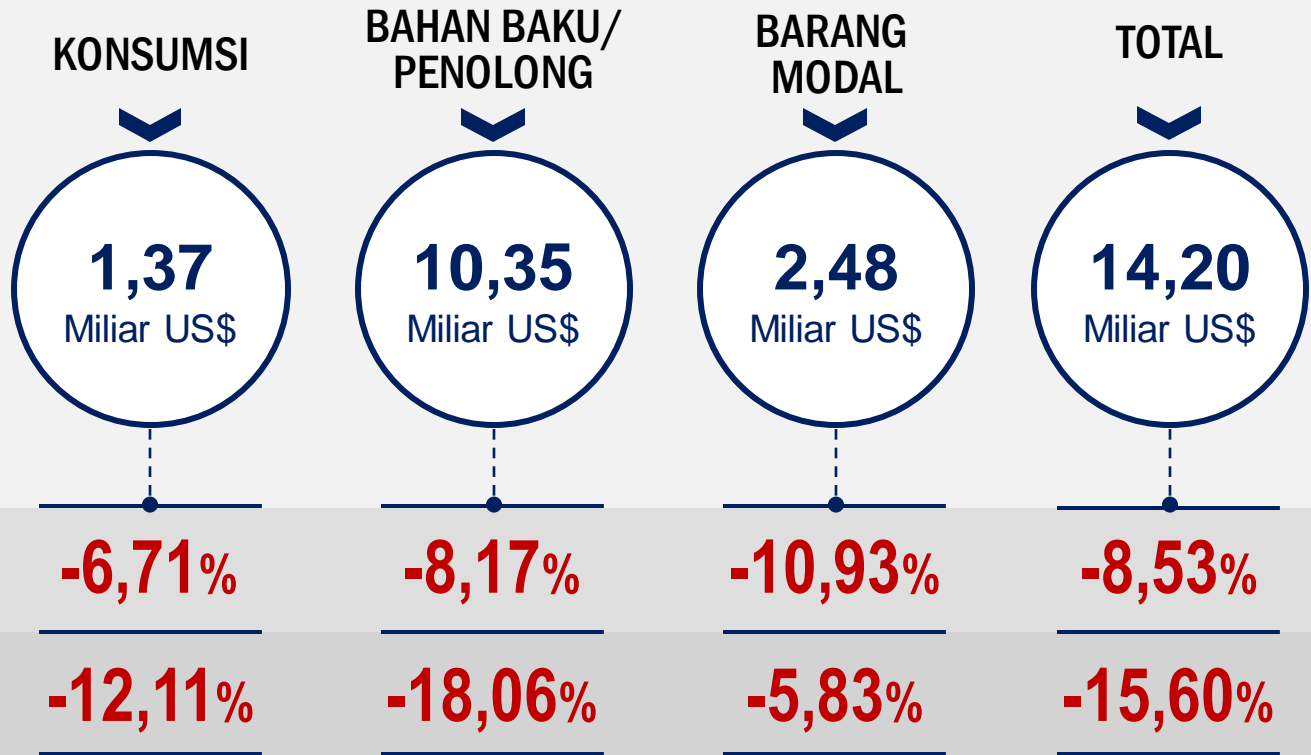 KONSUMSI
BAHAN BAKU/
PENOLONG
BARANG
MODAL
TOTAL
1,37
Miliar US$
10,35
Miliar US$
2,48
Miliar US$
14,20
Miliar US$
-6,71%
-8,17%
-10,93%
-8,53%
-12,11%
-18,06%
-5,83%
-15,60%